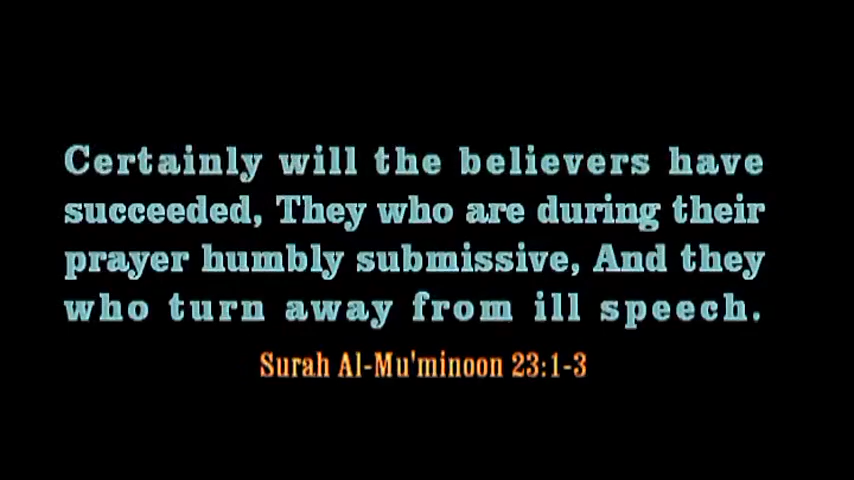 Certainly will the believers have
succeeded, They who are during their
prayer humbly submissive, And they
who turn away from ill speech.
Surah Al-Mu'minoon 23:1-3